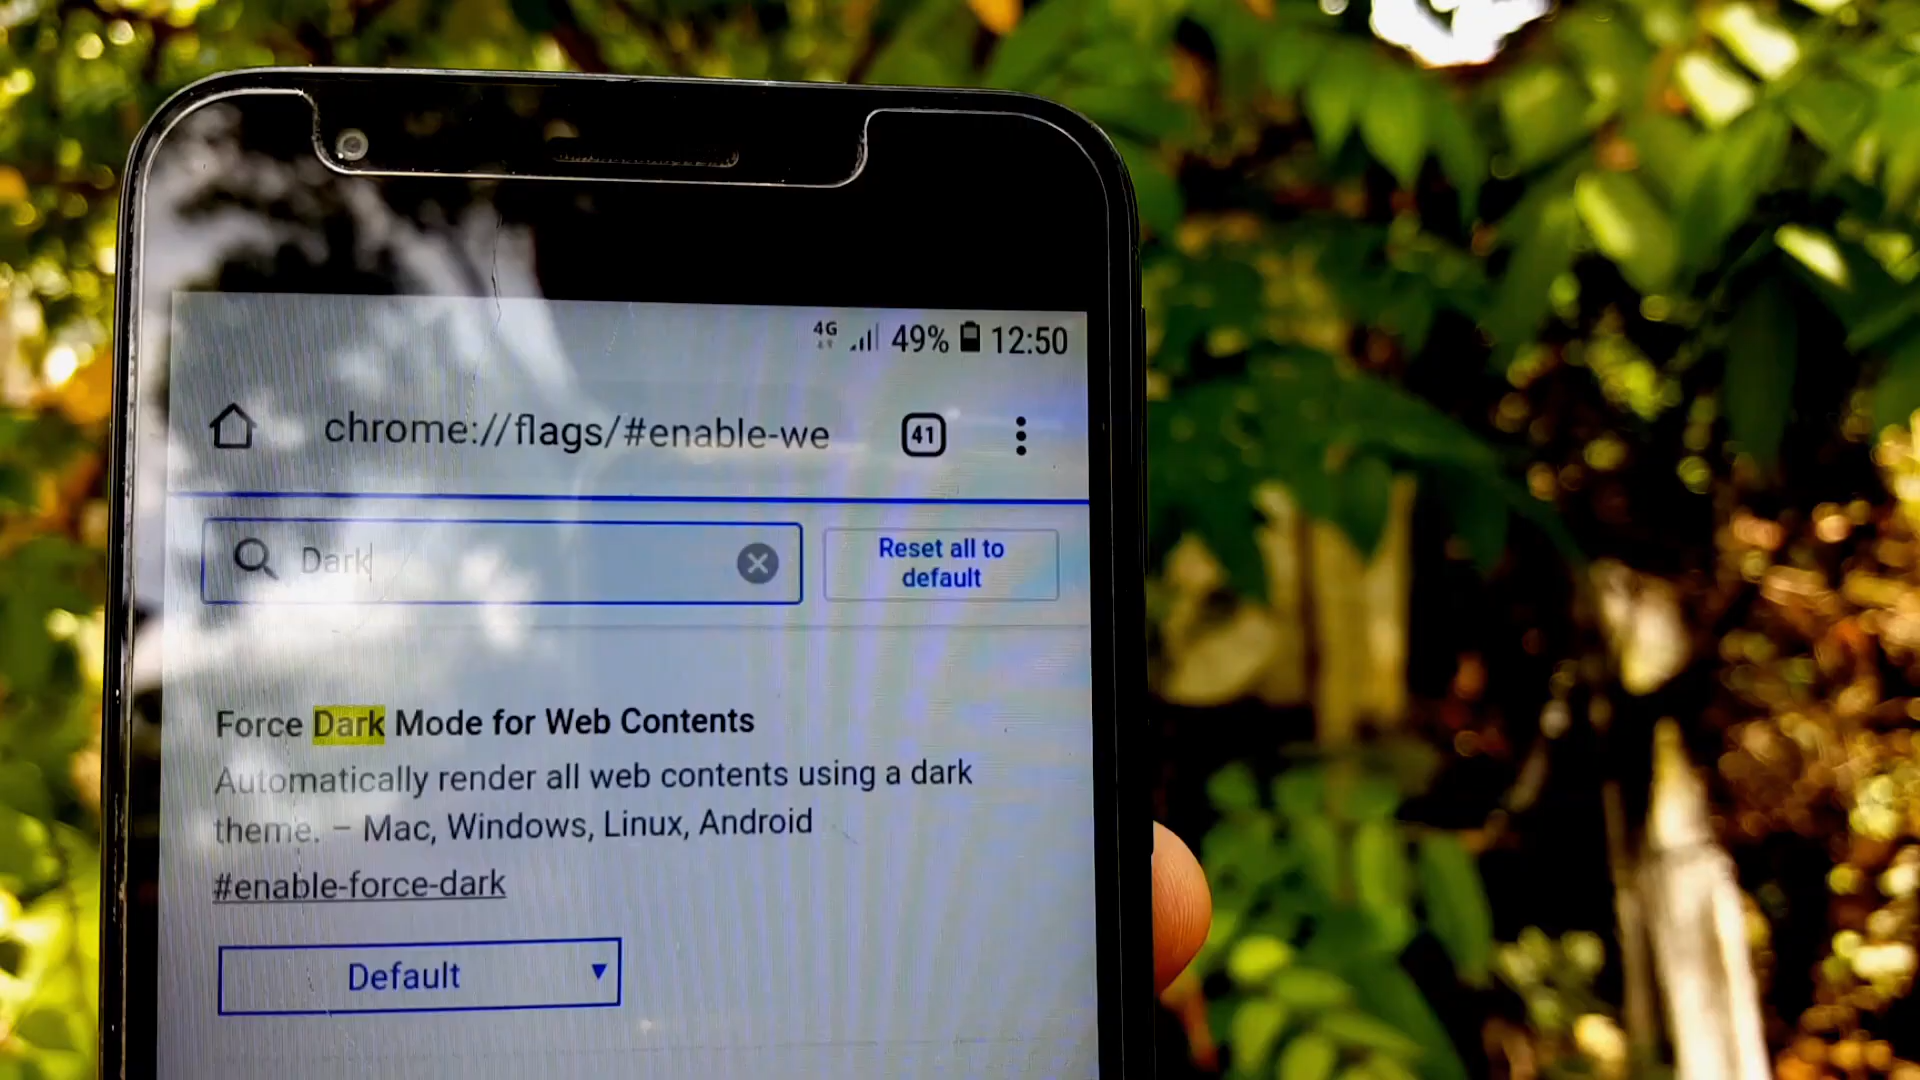 4G 49% 12:50
chrome://flags/#enable-we 41
Dark
Reset all to
default
Force Dark Mode for Web Contents
Automatically render all web contents using a dark
theme. – Mac, Windows, Linux, Android
#enable-force-dark
Default